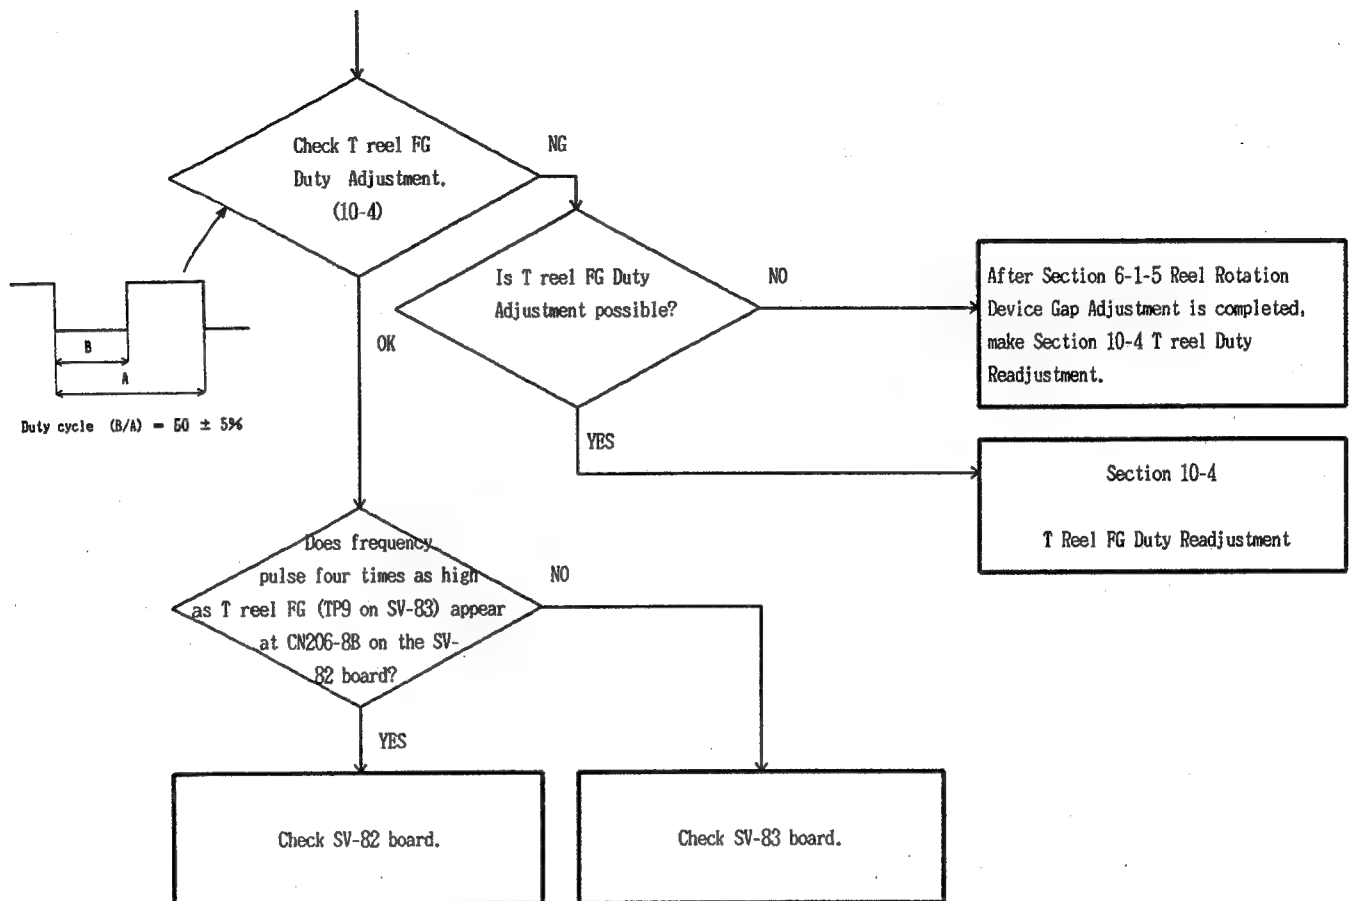 Check T reel FG
Duty Adjustment.
(10-4)
NG
Is T reel FG Duty
Adjustment possible?
NO
After Section 6-1-5 Reel Rotation
Device Gap Adjustment is completed,
make Section 10-4 T reel Duty
Readjustment.
B
A
Duty cycle (B/A) = 50 ± 5%
OK
YES
Section 10-4
T Reel FG Duty Readjustment
Does frequency
pulse four times as high
as T reel FG (TP9 on SV-83) appear
at CN206-8B on the SV-
82 board?
NO
YES
Check SV-82 board.
Check SV-83 board.